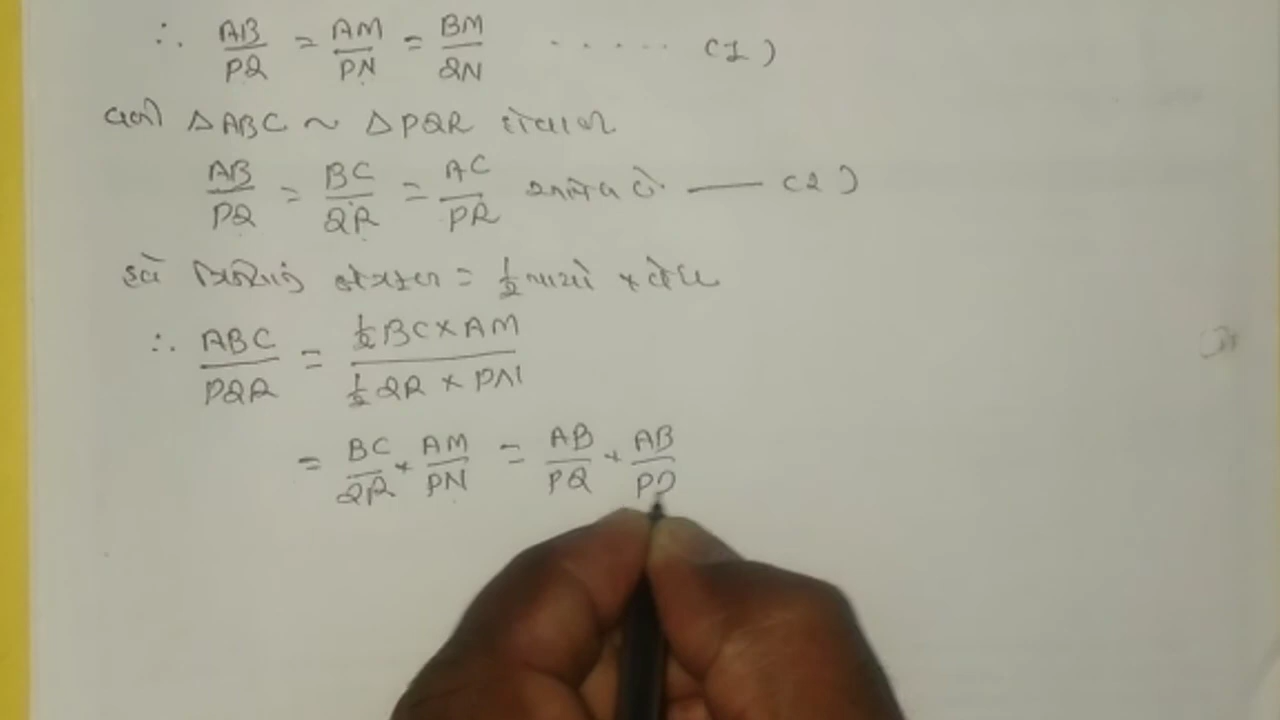 ∴ AB/PQ = AM/PN = BM/QN ..... (1)
વળી △ABC ~ △PQR હોવાથી
AB/PQ = BC/QR = AC/PR થાય છે — (2)
હવે ત્રિકોણનું ક્ષેત્રફળ = 1/2 પાયો × વેધ
∴ ABC/PQR = 1/2 BC × AM / 1/2 QR × PN
= BC/QR × AM/PN = AB/PQ × AB/PQ